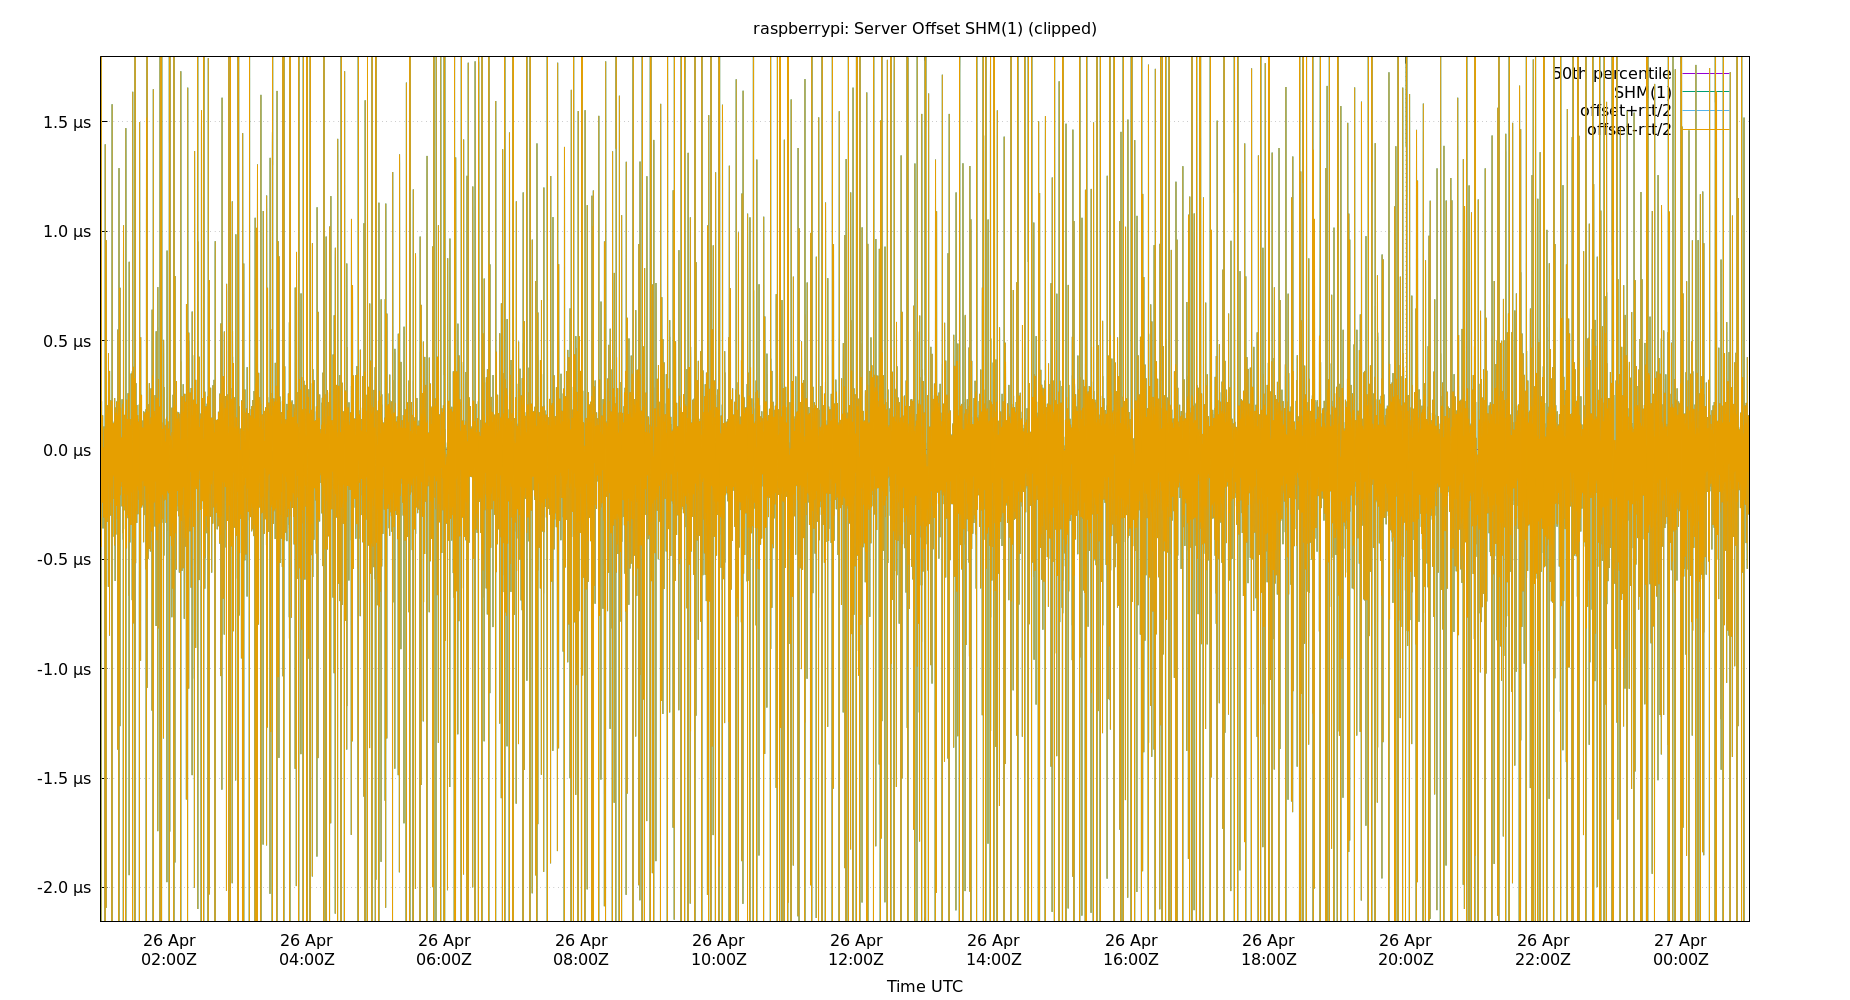 raspberrypi: Server Offset SHM(1) (clipped)
50th percentile
SHM(1)
offset+rtt/2
offset-rtt/2
1.5 µs
1.0 µs
0.5 µs
0.0 µs
-0.5 µs
-1.0 µs
-1.5 µs
-2.0 µs
26 Apr 26 Apr 26 Apr 26 Apr 26 Apr 26 Apr 26 Apr 26 Apr 26 Apr 26 Apr 26 Apr 27 Apr
02:00Z 04:00Z 06:00Z 08:00Z 10:00Z 12:00Z 14:00Z 16:00Z 18:00Z 20:00Z 22:00Z 00:00Z
Time UTC